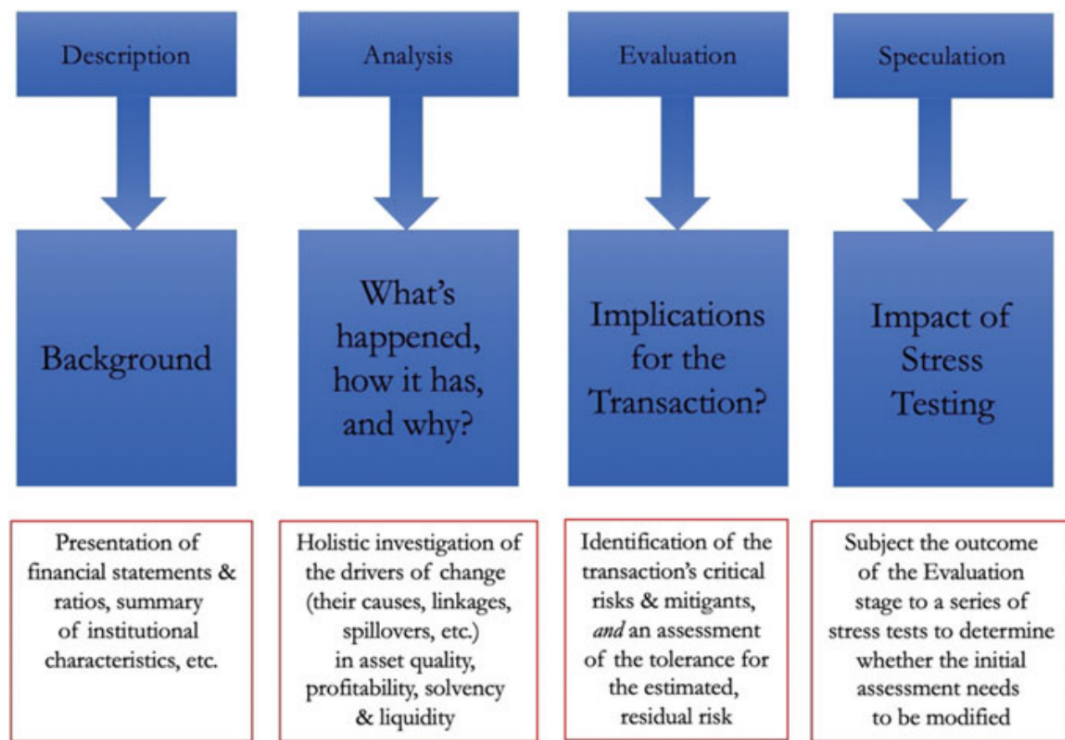 Description
Analysis
Evaluation
Speculation
Background
What's
happened,
how it has,
and why?
Implications
for the
Transaction?
Impact of
Stress
Testing
Presentation of
financial statements &
ratios, summary
of institutional
characteristics, etc.
Holistic investigation of
the drivers of change
(their causes, linkages,
spillovers, etc.)
in asset quality,
profitability, solvency
& liquidity
Identification of the
transaction's critical
risks & mitigants,
and an assessment
of the tolerance for
the estimated,
residual risk
Subject the outcome
of the Evaluation
stage to a series of
stress tests to determine
whether the initial
assessment needs
to be modified